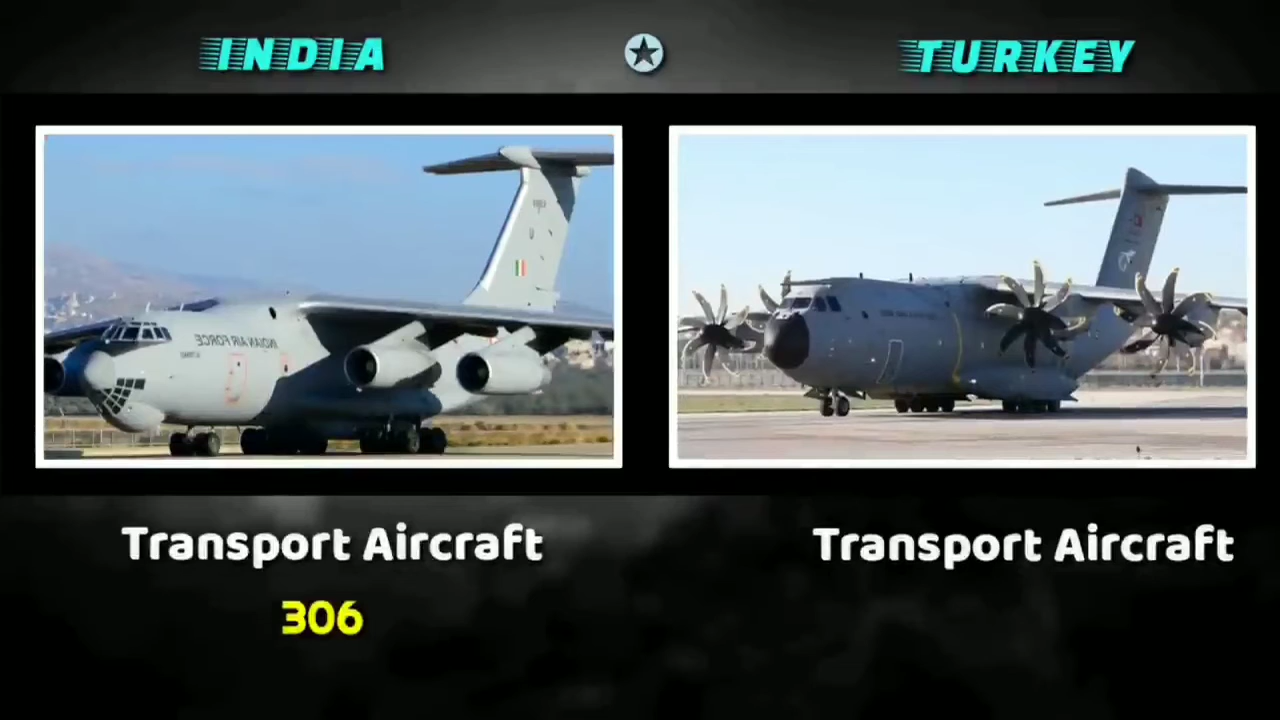 INDIA
TURKEY
INDIAN AIR FORCE
Transport Aircraft
Transport Aircraft
306